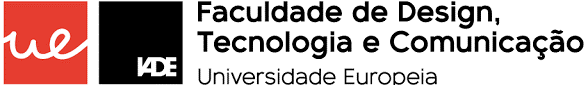 ue
IADE
Faculdade de Design,
Tecnologia e Comunicação
Universidade Europeia